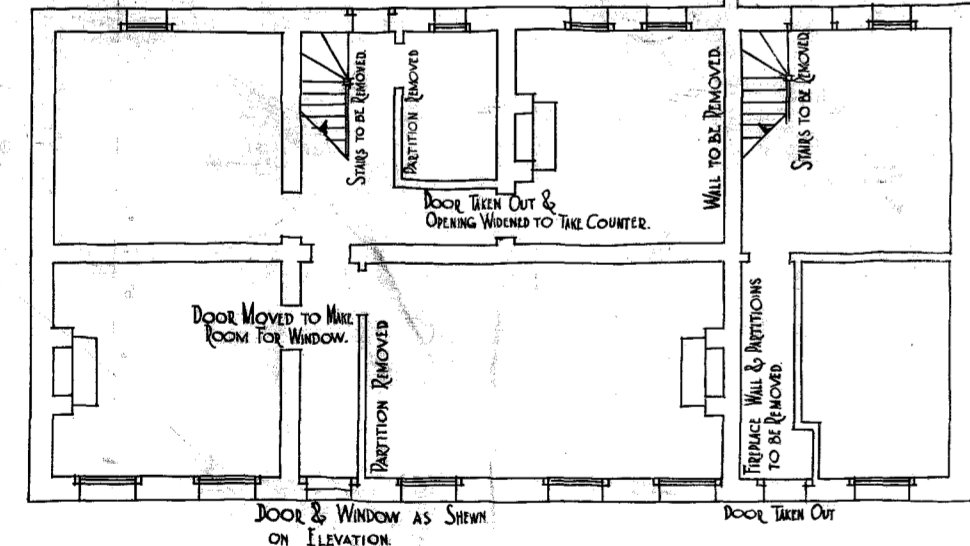 STAIRS TO BE REMOVED.
PARTITION REMOVED
WALL TO BE REMOVED.
STAIRS TO BE REMOVED.
DOOR TAKEN OUT &
OPENING WIDENED TO TAKE COUNTER.
DOOR MOVED TO MAKE
ROOM FOR WINDOW.
PARTITION REMOVED
FIREPLACE WALL & PARTITIOINS
TO BE REMOVED.
DOOR & WINDOW AS SHEWN
ON ELEVATION.
DOOR TAKEN OUT